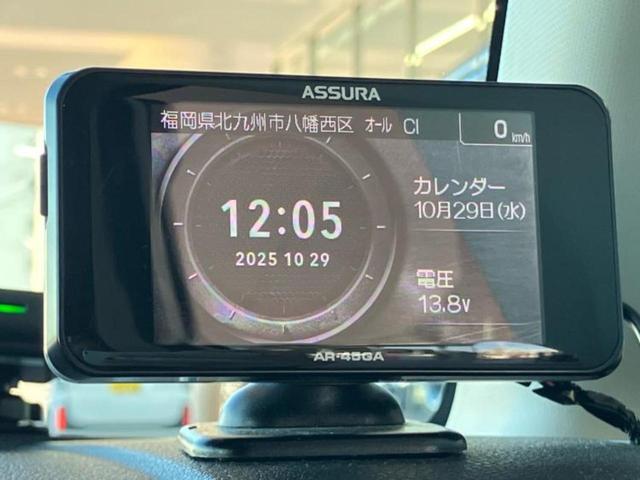 ASSURA
福岡県北九州市八幡西区 オール CI 0 km/h
カレンダー
10月29日(水)
12:05
2025 10 29
電圧
13.8V
AR-45GA